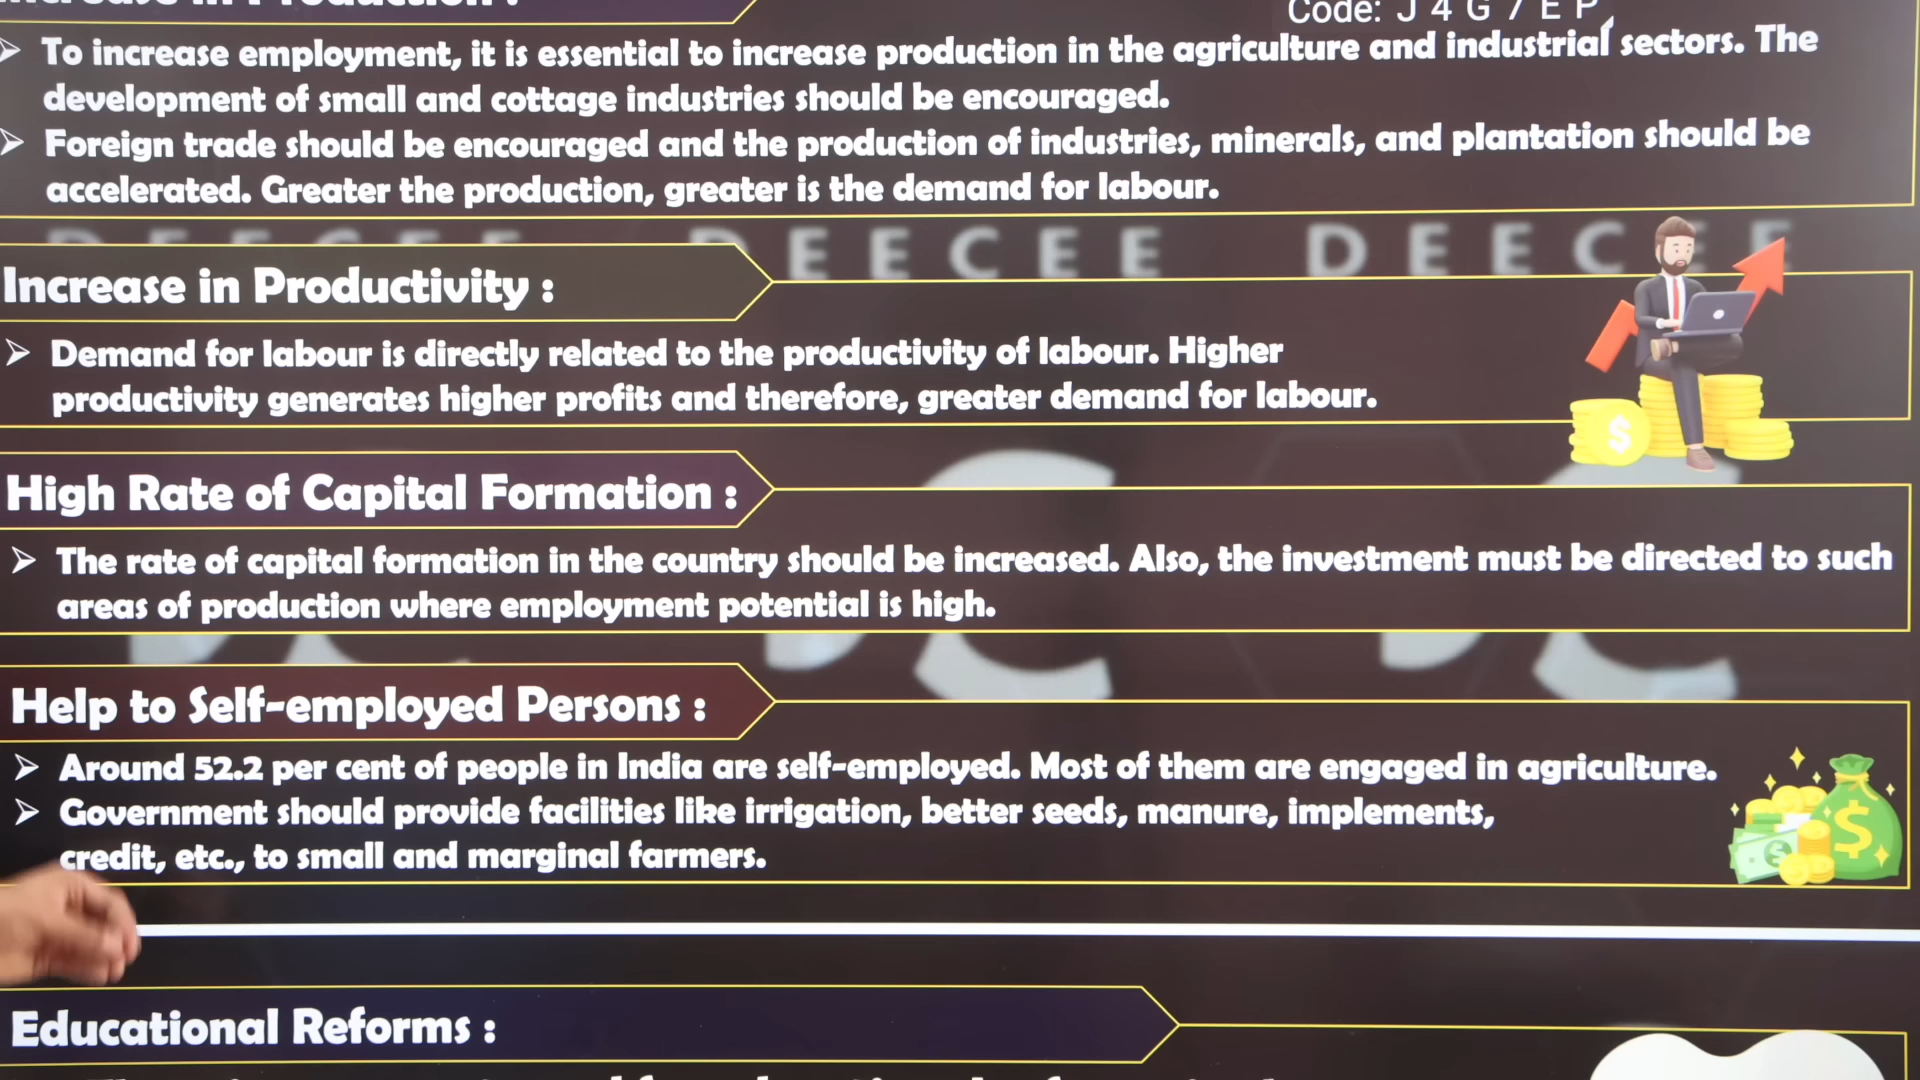 Increase in Production :
Code: J 4 G 7 E P
➢ To increase employment, it is essential to increase production in the agriculture and industrial sectors. The
development of small and cottage industries should be encouraged.
➢ Foreign trade should be encouraged and the production of industries, minerals, and plantation should be
accelerated. Greater the production, greater is the demand for labour.
DEECEE DEECEE DEECEE
Increase in Productivity :
➢ Demand for labour is directly related to the productivity of labour. Higher
productivity generates higher profits and therefore, greater demand for labour.
High Rate of Capital Formation :
➢ The rate of capital formation in the country should be increased. Also, the investment must be directed to such
areas of production where employment potential is high.
Help to Self-employed Persons :
➢ Around 52.2 per cent of people in India are self-employed. Most of them are engaged in agriculture.
➢ Government should provide facilities like irrigation, better seeds, manure, implements,
credit, etc., to small and marginal farmers.
Educational Reforms :